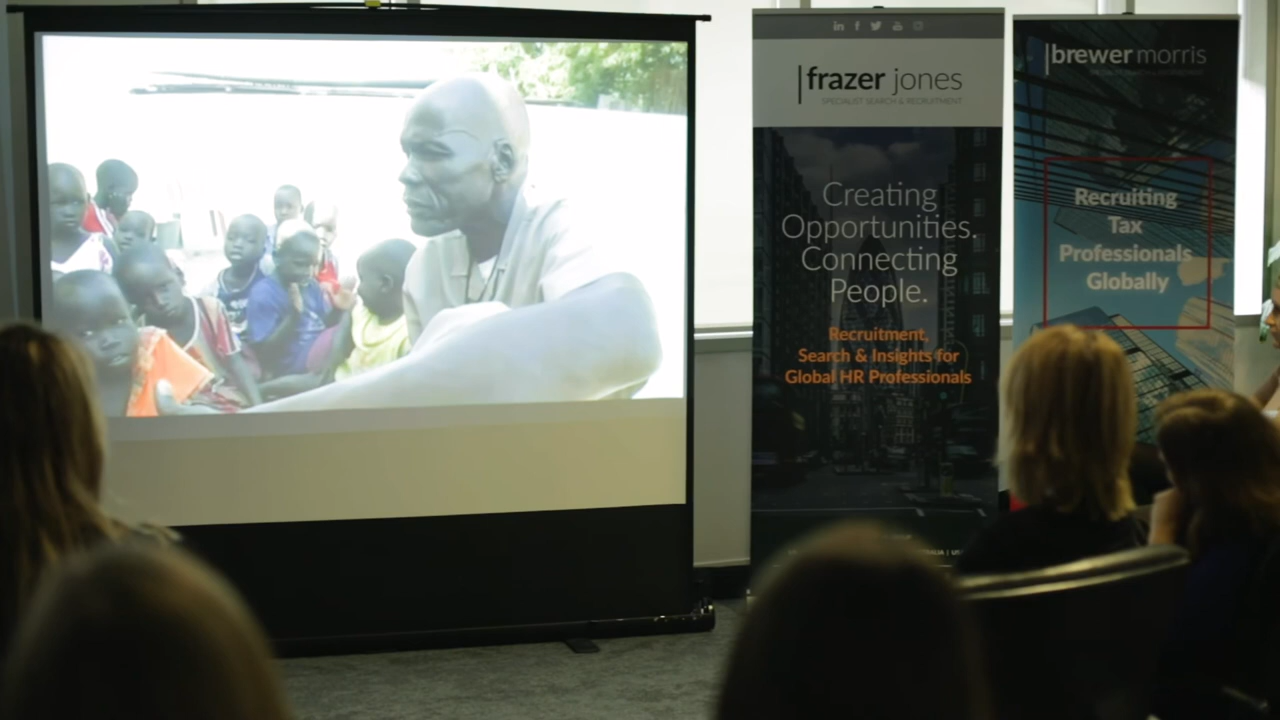 frazer jones
SPECIALIST SEARCH & RECRUITMENT
Creating
Opportunities.
Connecting
People.
Recruitment,
Search & Insights for
Global HR Professionals
brewer morris
Recruiting
Tax
Professionals
Globally